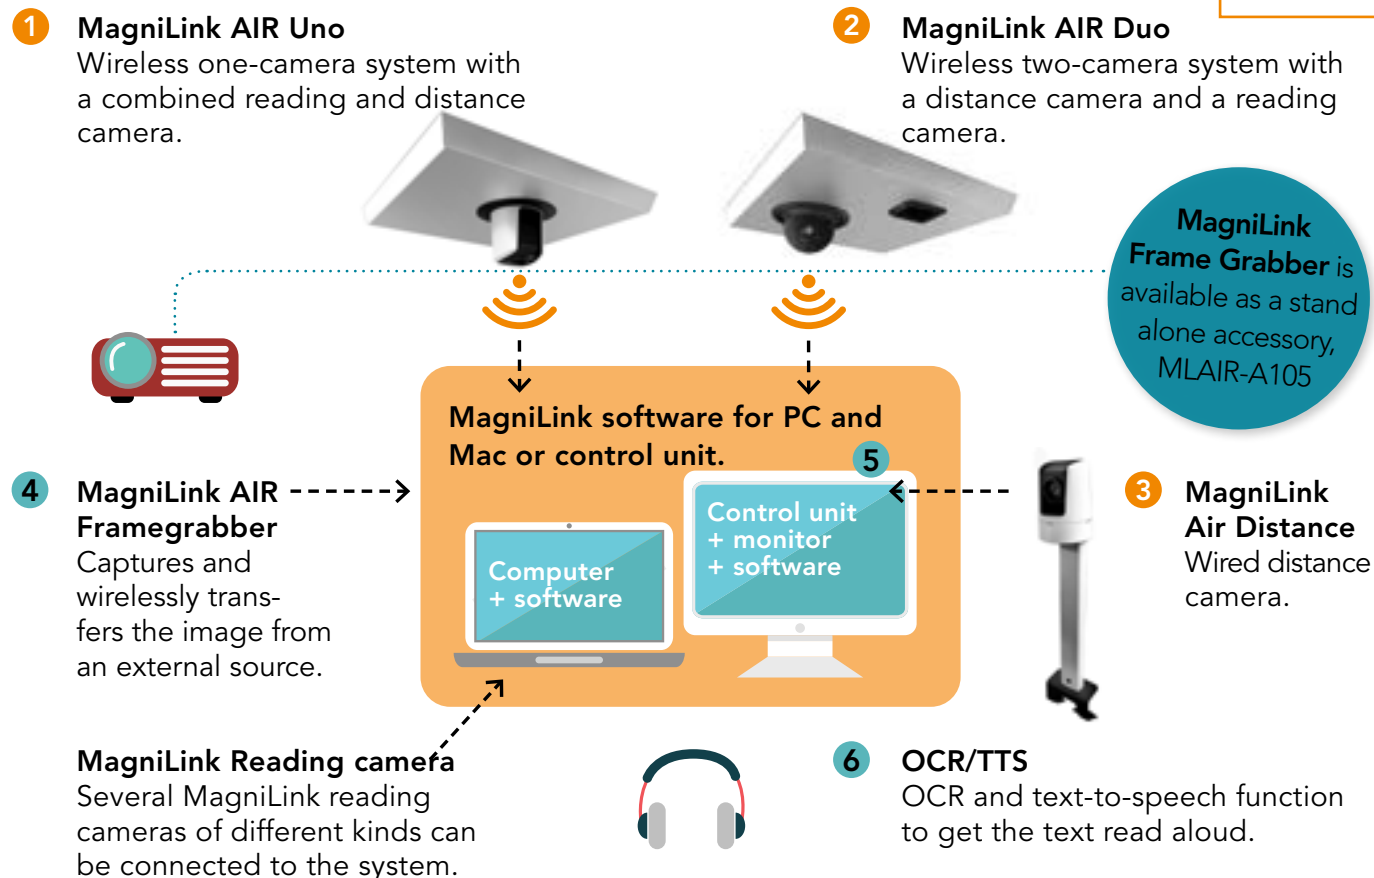 1
MagniLink AIR Uno
Wireless one-camera system with
a combined reading and distance
camera.
2
MagniLink AIR Duo
Wireless two-camera system with
a distance camera and a reading
camera.
MagniLink
Frame Grabber is
available as a stand
alone accessory,
MLAIR-A105
MagniLink software for PC and
Mac or control unit.
5
Computer
+ software
Control unit
+ monitor
+ software
4
MagniLink AIR
Framegrabber
Captures and
wirelessly trans-
fers the image from
an external source.
3
MagniLink
Air Distance
Wired distance
camera.
MagniLink Reading camera
Several MagniLink reading
cameras of different kinds can
be connected to the system.
6
OCR/TTS
OCR and text-to-speech function
to get the text read aloud.